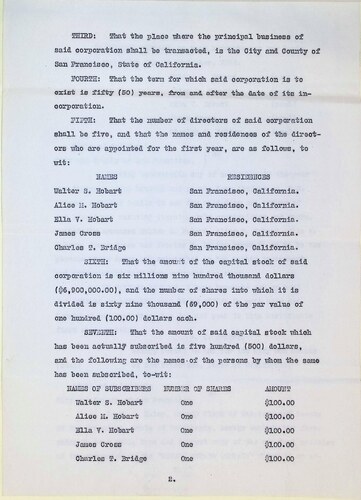 THIRD: That the place where the principal business of
said corporation shall be transacted, is the City and County of
San Francisco, State of California.
FOURTH: That the term for which said corporation is to
exist is fifty (50) years, from and after the date of its in-
corporation.
FIFTH: That the number of directors of said corporation
shall be five, and that the names and residences of the direct-
ors who are appointed for the first year, are as follows, to
wit:
NAMES RESIDENCES
Walter S. Hobart San Francisco, California.
Alice M. Hobart San Francisco, California.
Ella V. Hobart San Francisco, California.
James Cross San Francisco, California.
Charles T. Bridge San Francisco, California.
SIXTH: That the amount of the capital stock of said
corporation is six millions nine hundred thousand dollars
($6,900,000.00), and the number of shares into which it is
divided is sixty nine thousand (69,000) of the par value of
one hundred (100.00) dollars each.
SEVENTH: That the amount of said capital stock which
has been actually subscribed is five hundred (500) dollars,
and the following are the names of the persons by whom the same
has been subscribed, to-wit:
NAMES OF SUBSCRIBERS NUMBER OF SHARES AMOUNT
Walter S. Hobart One $100.00
Alice M. Hobart One $100.00
Ella V. Hobart One $100.00
James Cross One $100.00
Charles T. Bridge One $100.00
2.